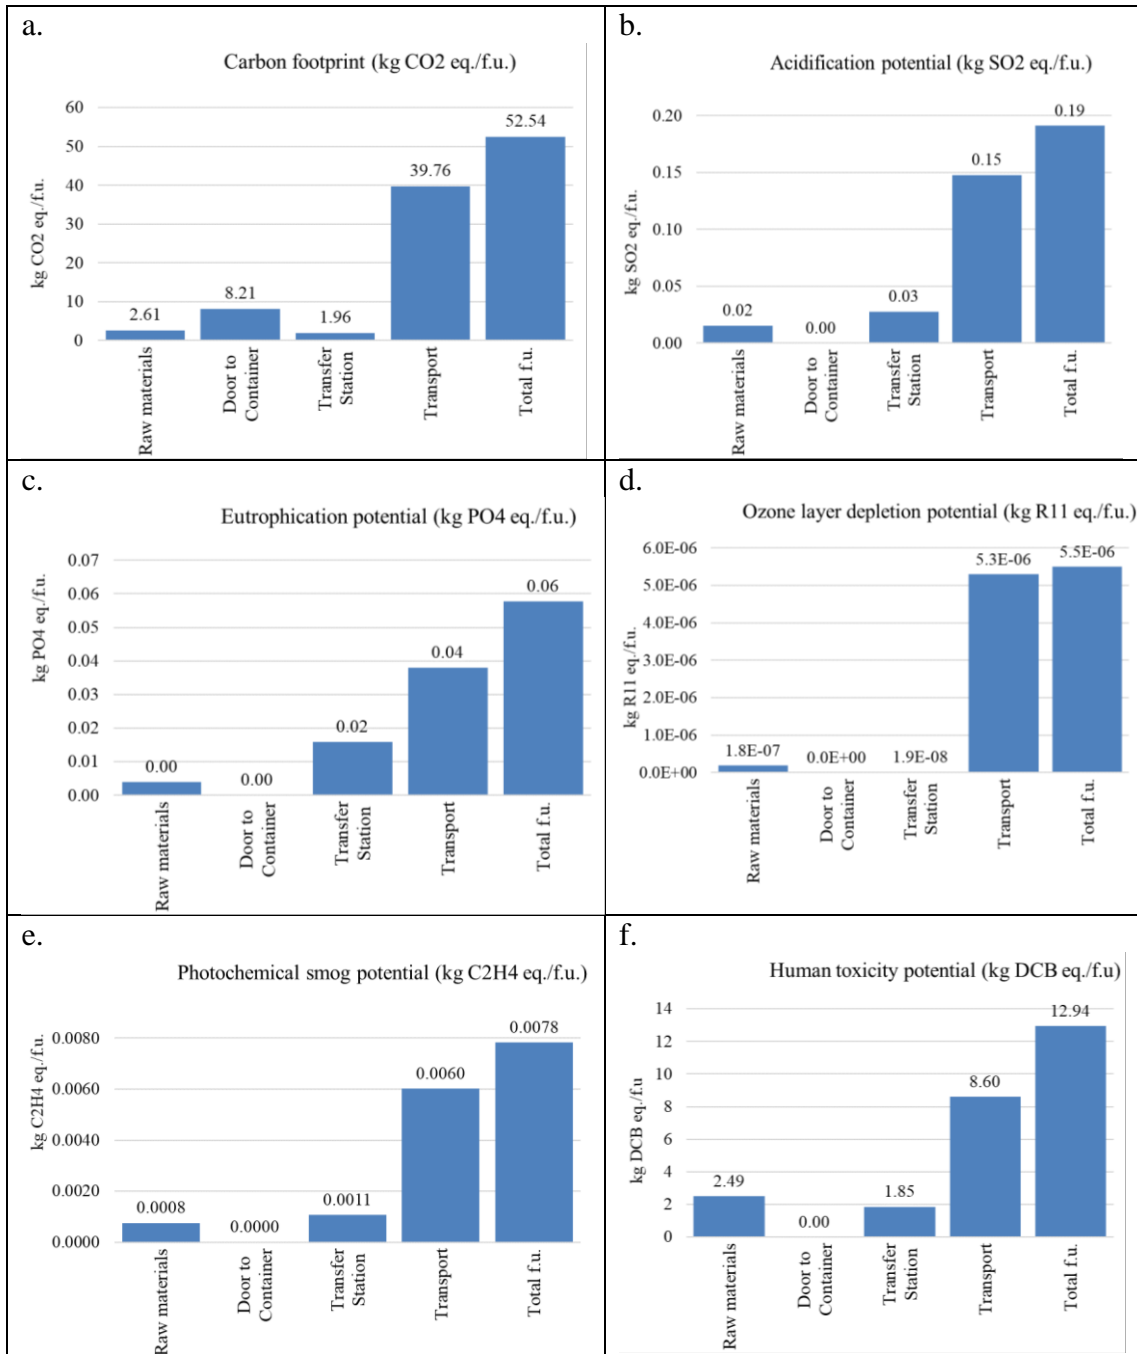 a.
Carbon footprint (kg CO2 eq./f.u.)
kg CO2 eq./f.u.
60
50
40
30
20
10
0
2.61
8.21
1.96
39.76
52.54
Raw materials
Door to
Container
Transfer
Station
Transport
Total f.u.
b.
Acidification potential (kg SO2 eq./f.u.)
kg SO2 eq./f.u.
0.20
0.15
0.10
0.05
0.00
0.02
0.00
0.03
0.15
0.19
Raw materials
Door to
Container
Transfer
Station
Transport
Total f.u.
c.
Eutrophication potential (kg PO4 eq./f.u.)
kg PO4 eq./f.u.
0.07
0.06
0.05
0.04
0.03
0.02
0.01
0.00
0.00
0.00
0.02
0.04
0.06
Raw materials
Door to
Container
Transfer
Station
Transport
Total f.u.
d.
Ozone layer depletion potential (kg R11 eq./f.u.)
kg R11 eq./f.u.
6.0E-06
5.0E-06
4.0E-06
3.0E-06
2.0E-06
1.0E-06
0.0E+00
1.8E-07
0.0E+00
1.9E-08
5.3E-06
5.5E-06
Raw materials
Door to
Container
Transfer
Station
Transport
Total f.u.
e.
Photochemical smog potential (kg C2H4 eq./f.u.)
kg C2H4 eq./f.u.
0.0080
0.0060
0.0040
0.0020
0.0000
0.0008
0.0000
0.0011
0.0060
0.0078
Raw materials
Door to
Container
Transfer
Station
Transport
Total f.u.
f.
Human toxicity potential (kg DCB eq./f.u)
kg DCB eq./f.u
14
12
10
8
6
4
2
0
2.49
0.00
1.85
8.60
12.94
Raw materials
Door to
Container
Transfer
Station
Transport
Total f.u.